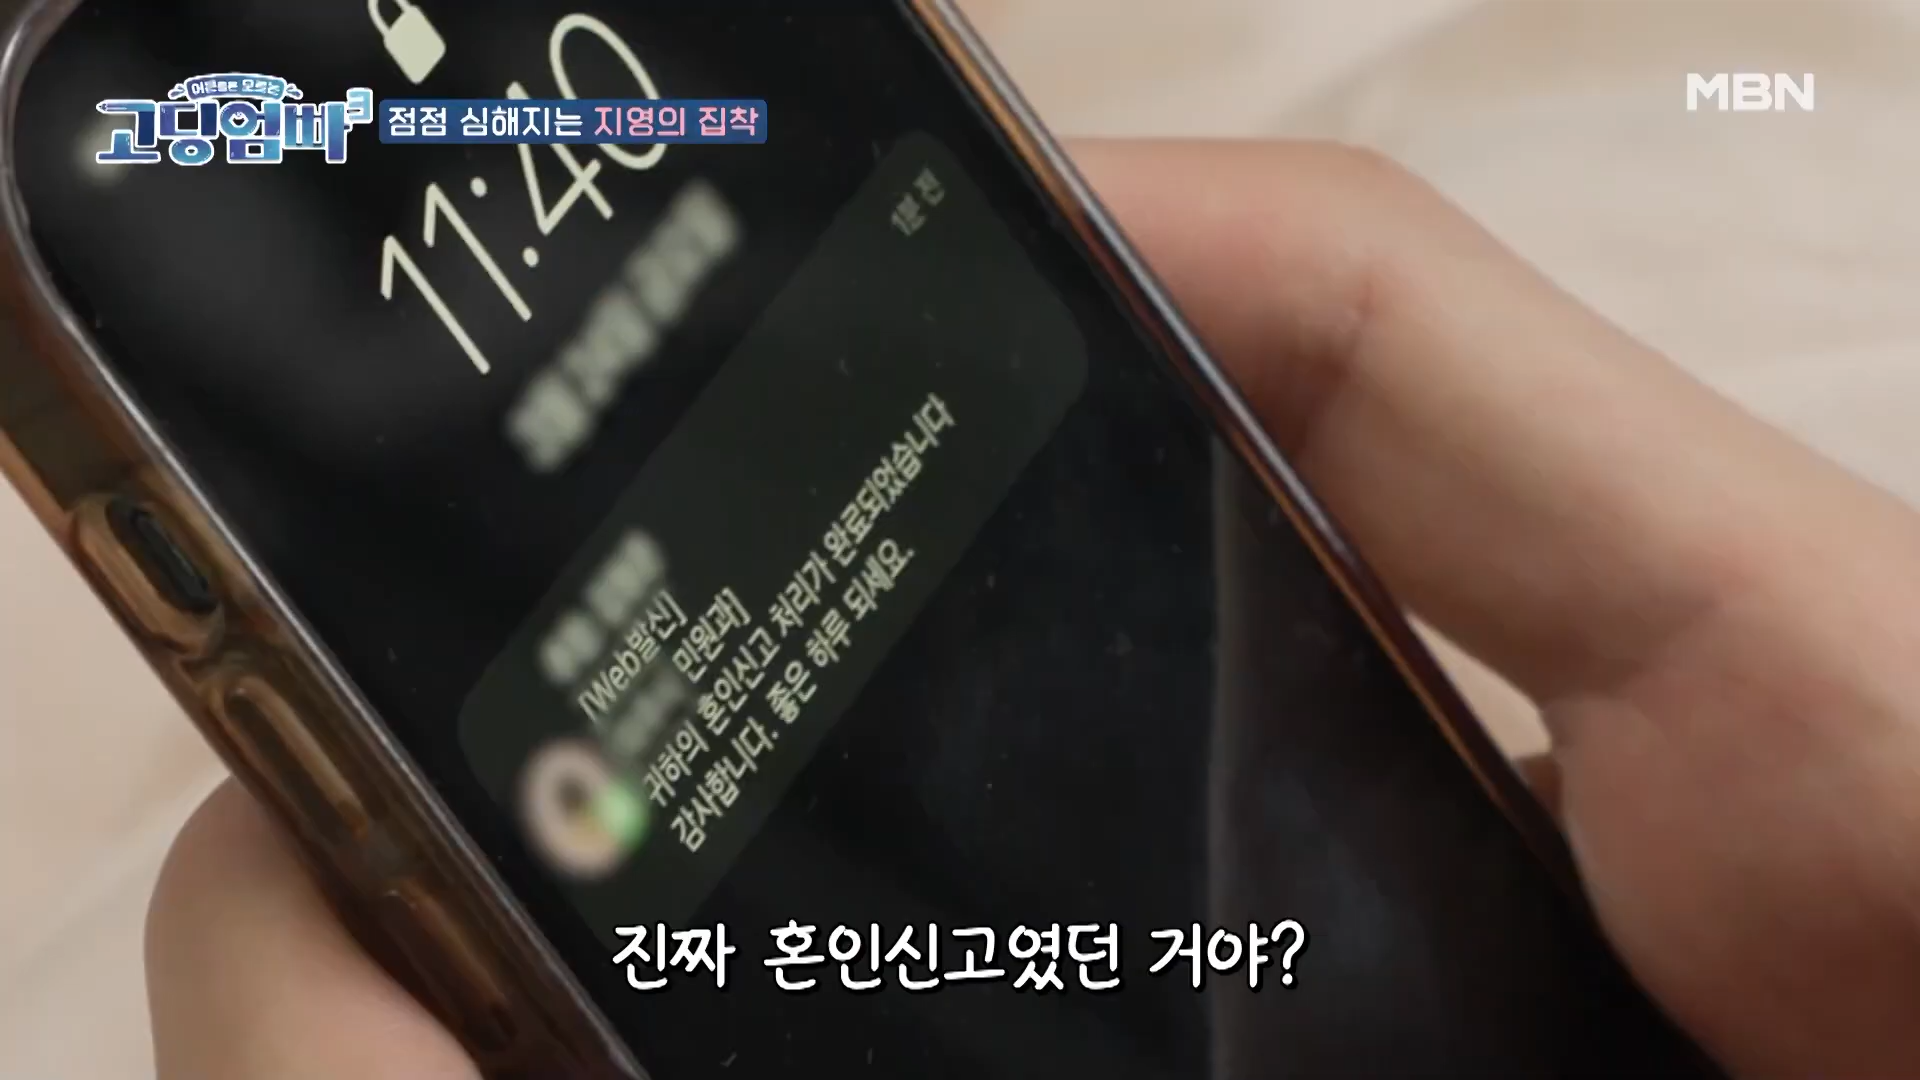 어른들은 모르는
고딩엄빠3
점점 심해지는 지영의 집착
MBN
11:40
1분 전
[Web발신]
민원과]
귀하의 혼인신고 처리가 완료되었습니다
감사합니다. 좋은 하루 되세요.
진짜 혼인신고였던 거야?